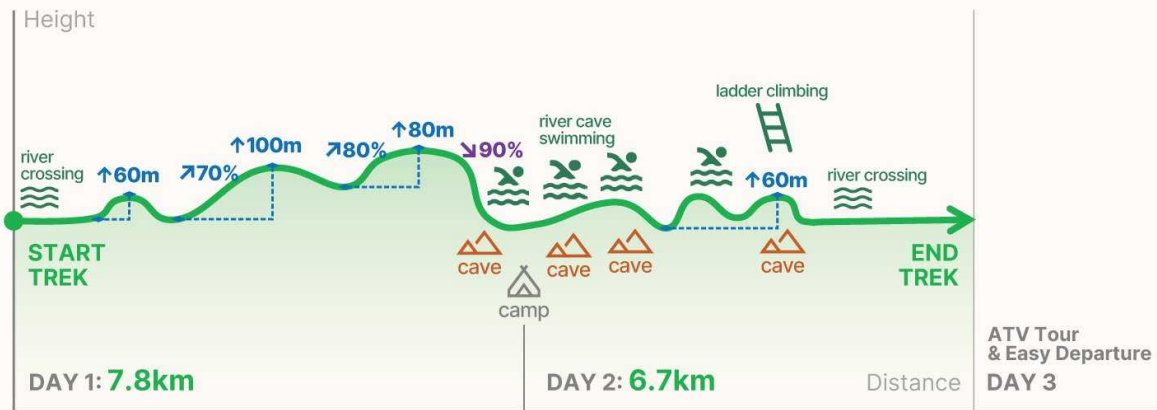 Height
river
crossing
↑60m
↗70%
↑100m
↗80%
↑80m
↘90%
river cave
swimming
ladder climbing
↑60m
river crossing
START
TREK
cave
cave
cave
cave
END
TREK
camp
DAY 1: 7.8km
DAY 2: 6.7km
Distance
ATV Tour
& Easy Departure
DAY 3